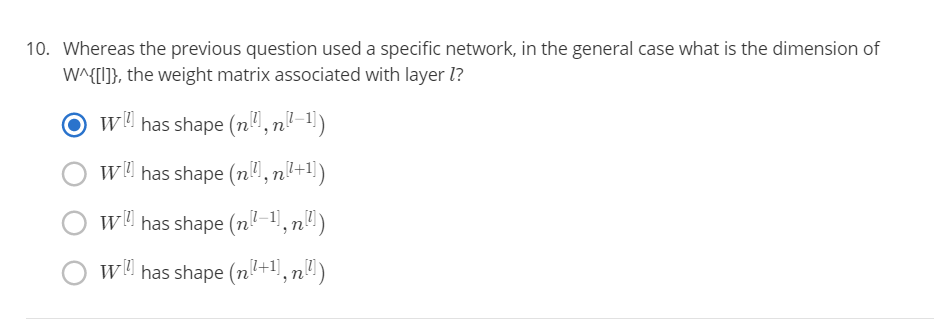 10. Whereas the previous question used a specific network, in the general case what is the dimension of
W^{[l]}, the weight matrix associated with layer l?
W^{[l]} has shape (n^{[l]}, n^{[l-1]})
W^{[l]} has shape (n^{[l]}, n^{[l+1]})
W^{[l]} has shape (n^{[l-1]}, n^{[l]})
W^{[l]} has shape (n^{[l+1]}, n^{[l]})